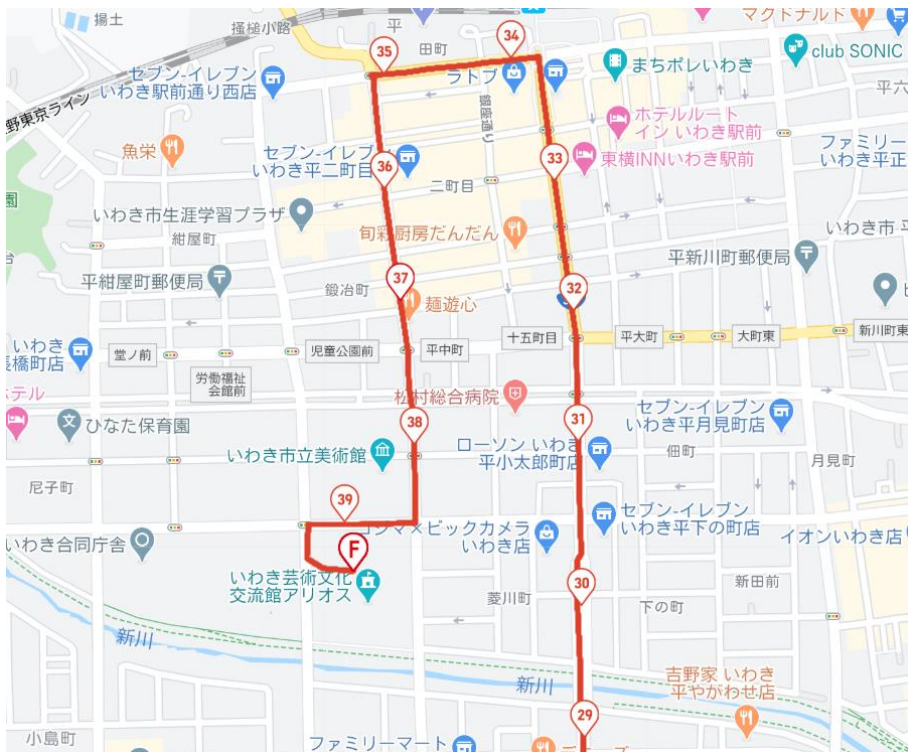 揚土
掻槌小路
平
田町
34
35
マクドナルド
club SONIC
セブン-イレブン
いわき駅前通り西店
ラトブ
まちポレいわき
平六
野東京ライン
銀座通り
ホテルルート
イン いわき駅前
魚栄
セブン-イレブン
いわき平二町目
36
33
東横INNいわき駅前
ファミリー
いわき平正
園
二町目
いわき市生涯学習プラザ
紺屋町
旬彩厨房だんだん
いわき市 平
台
平紺屋町郵便局
鍛冶町
37
32
平新川町郵便局
麺遊心
いわき
長橋町店
堂ノ前
児童公園前
平中町
十五町目
平大町
大町東
新川町東
労働福祉
会館前
ホテル
ひなた保育園
松村総合病院
38
31
セブン-イレブン
いわき平月見町店
いわき市立美術館
ローソン いわき
平小太郎町店
佃町
月見町
尼子町
39
セブン-イレブン
いわき平下の町店
いわき合同庁舎
コジマ×ビックカメラ
いわき店
イオンいわき店
F
いわき芸術文化
交流館アリオス
30
菱川町
下の町
新田前
新川
新川
吉野家 いわき
平やがわせ店
29
小島町
ファミリーマート